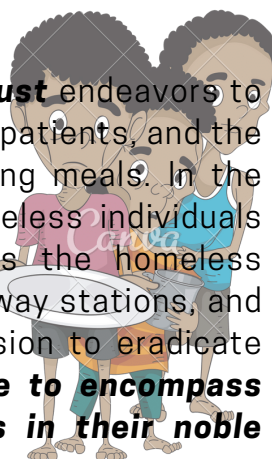 ust endeavors to
patients, and the
ng meals. In the
eless individuals
s the homeless
Canva
way stations, and
sion to eradicate
e to encompass
s in their noble